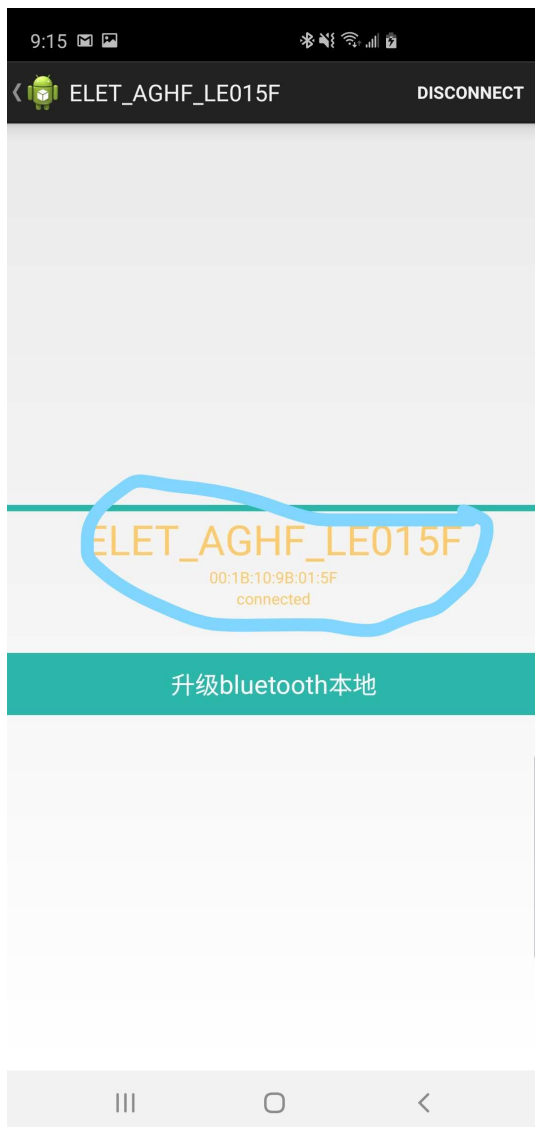 9:15
ELET_AGHF_LE015F DISCONNECT
ELET_AGHF_LE015F
00:1B:10:9B:01:5F
connected
升级bluetooth本地